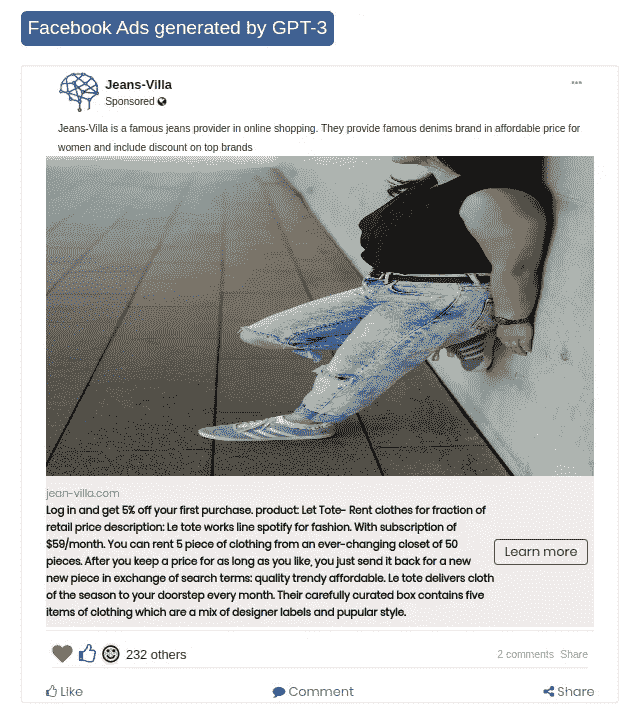 Facebook Ads generated by GPT-3
Jeans-Villa
Sponsored
Jeans-Villa is a famous jeans provider in online shopping. They provide famous denims brand in affordable price for
women and include discount on top brands
jean-villa.com
Log in and get 5% off your first purchase. product: Let Tote- Rent clothes for fraction of
retail price description: Le tote works line spotify for fashion. With subscription of
$59/month. You can rent 5 piece of clothing from an ever-changing closet of 50
pieces. After you keep a price for as long as you like, you just send it back for a new
new piece in exchange of search terms: quality trendy affordable. Le tote delivers cloth
of the season to your doorstep every month. Their carefully curated box contains five
items of clothing which are a mix of designer labels and pupular style.
Learn more
232 others
2 comments Share
Like
Comment
Share